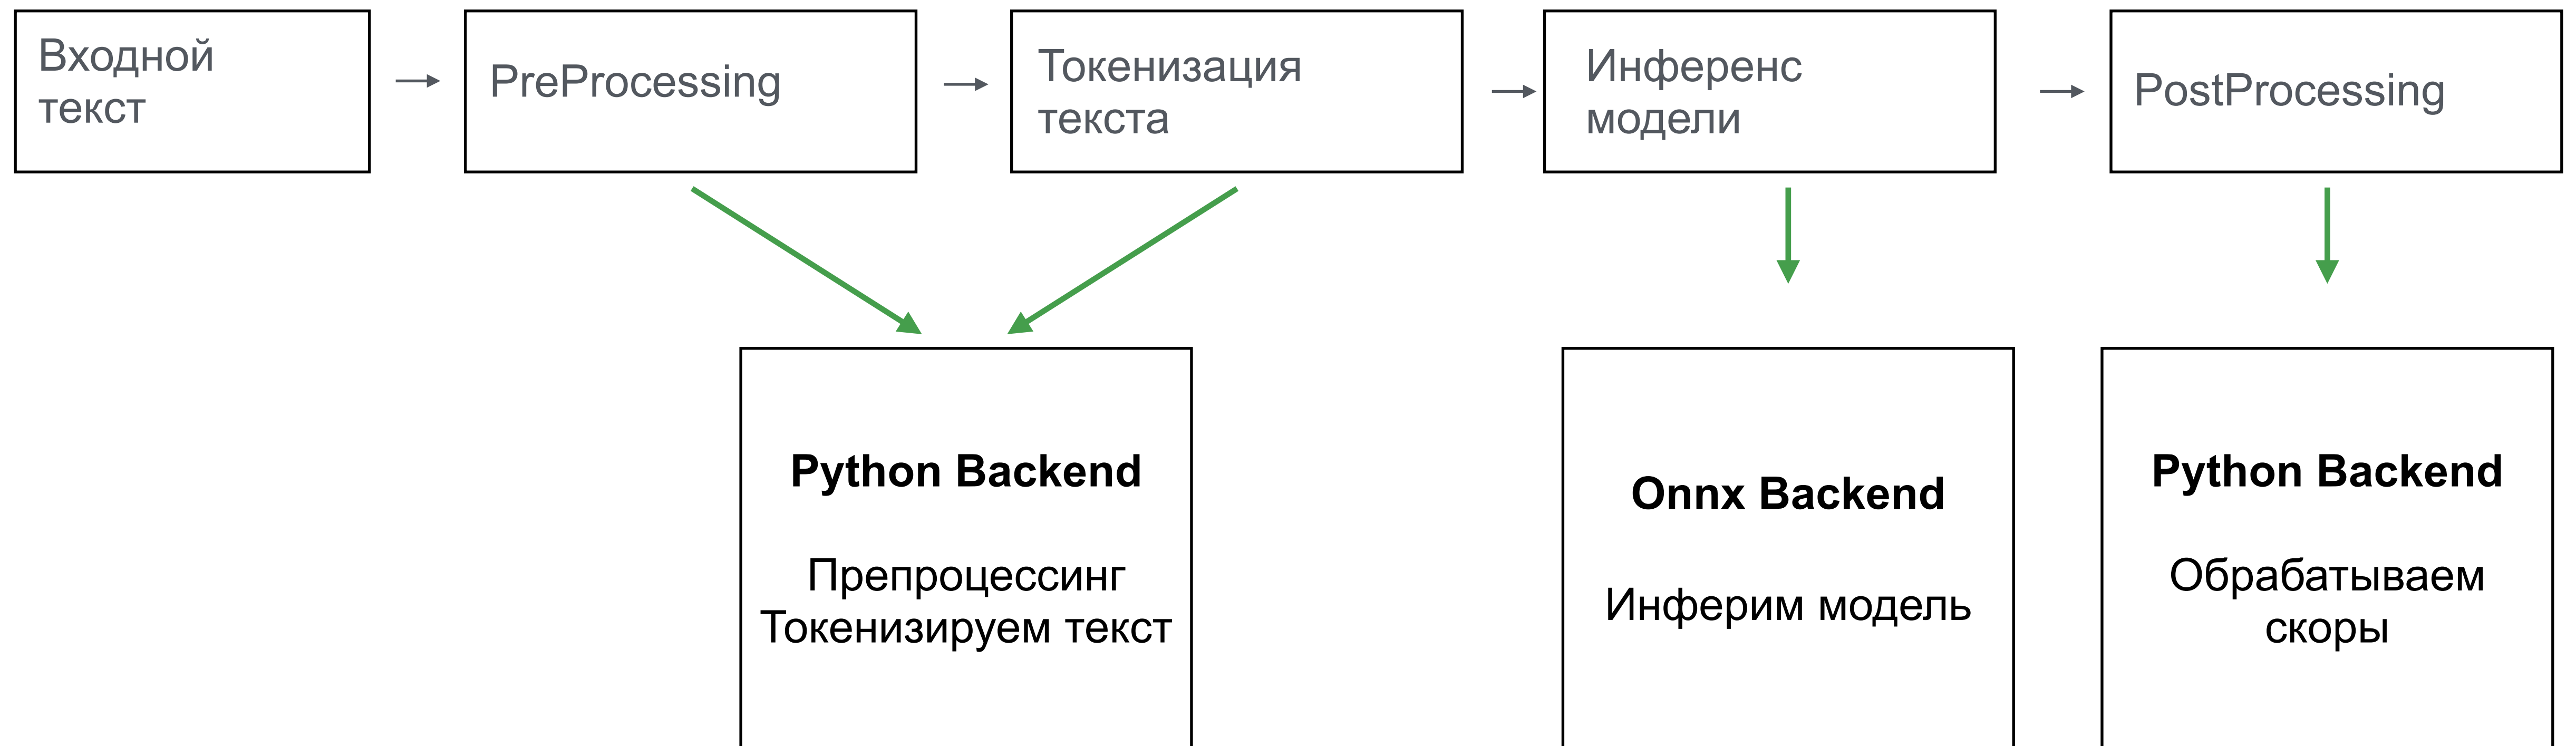 Входной
текст
PreProcessing
Токенизация
текста
Инференс
модели
PostProcessing
Python Backend
Препроцессинг
Токенизируем текст
Onnx Backend
Инферим модель
Python Backend
Обрабатываем
скоры